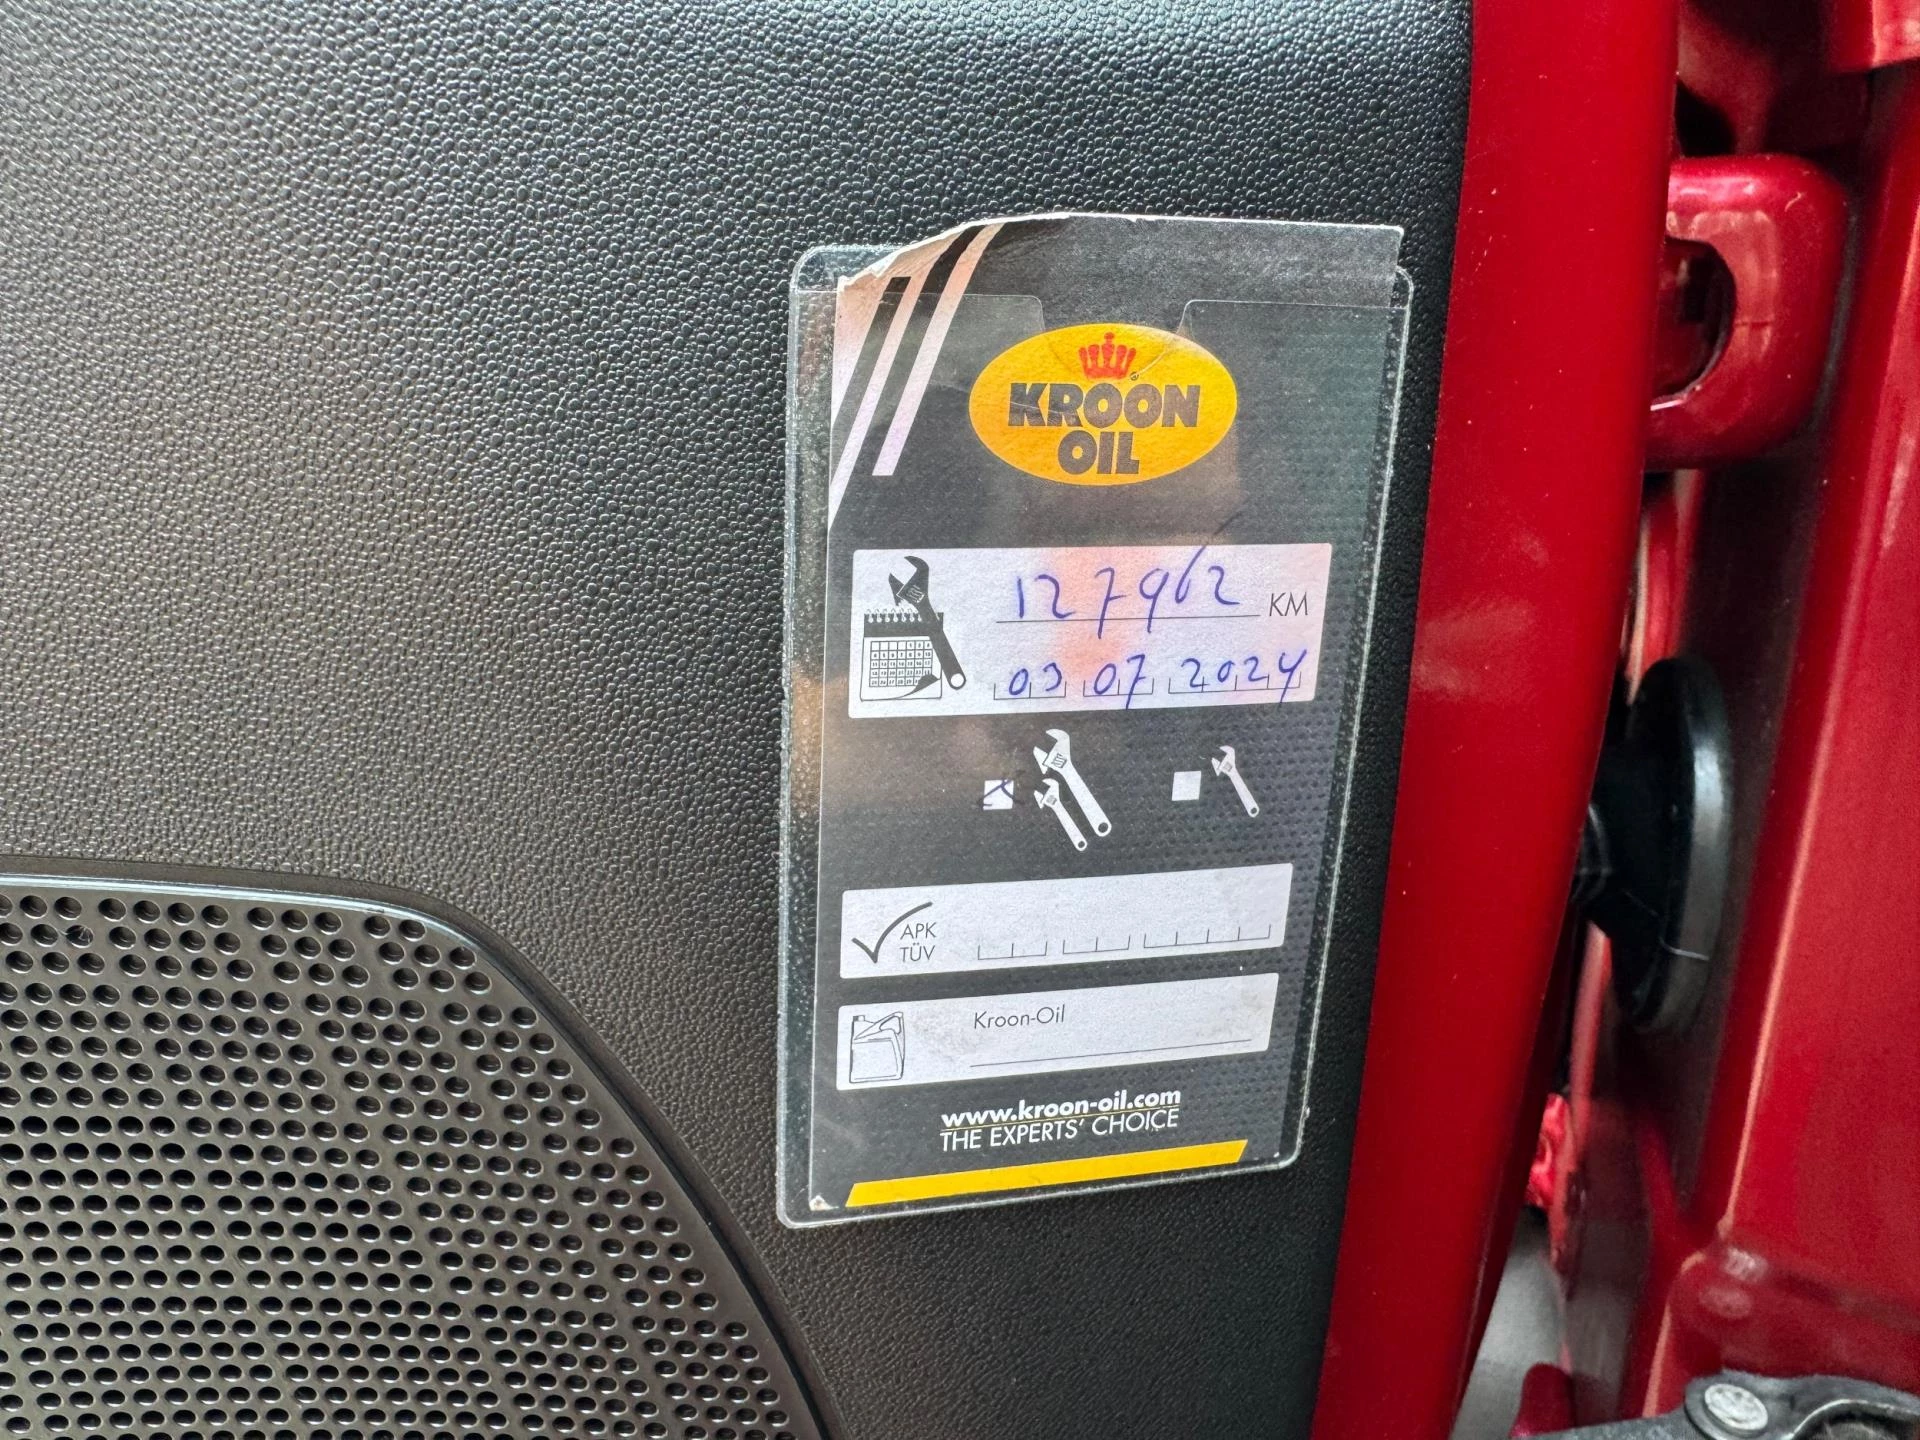 KROON
OIL
127962 KM
03 07 2024
APK
TÜV
Kroon-Oil
www.kroon-oil.com
THE EXPERTS' CHOICE